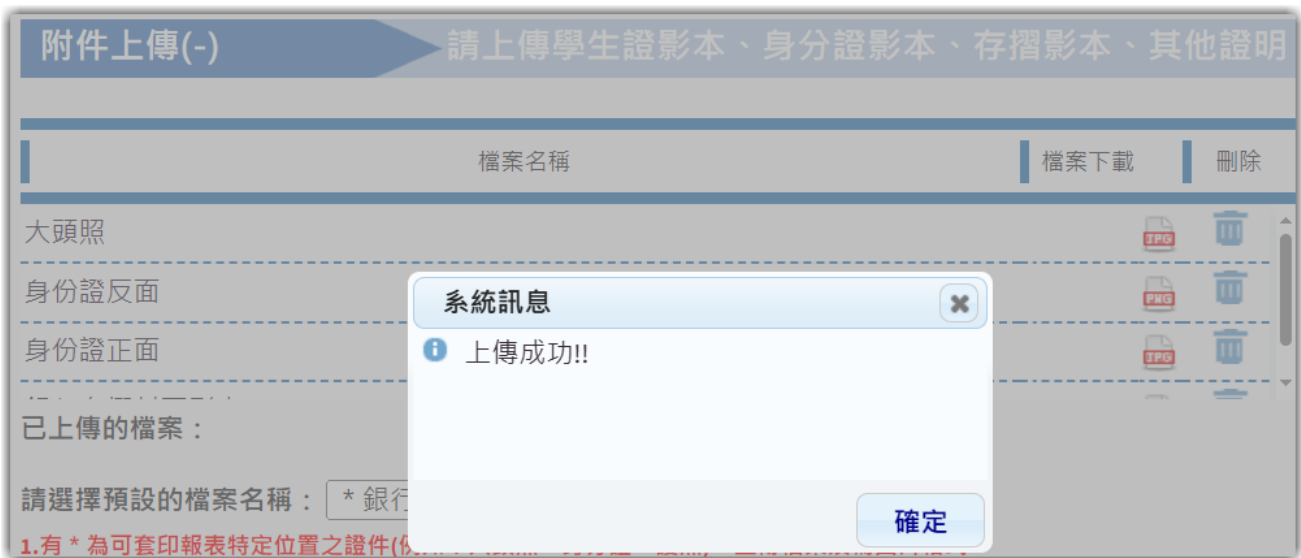 附件上傳(-)
請上傳學生證影本、身分證影本、存摺影本、其他證明
檔案名稱 檔案下載 刪除
大頭照 JPG
身份證反面 PNG
身份證正面 JPG
系統訊息
上傳成功!!
確定
已上傳的檔案：
請選擇預設的檔案名稱： * 銀行
1.有 * 為可套印報表特定位置之證件